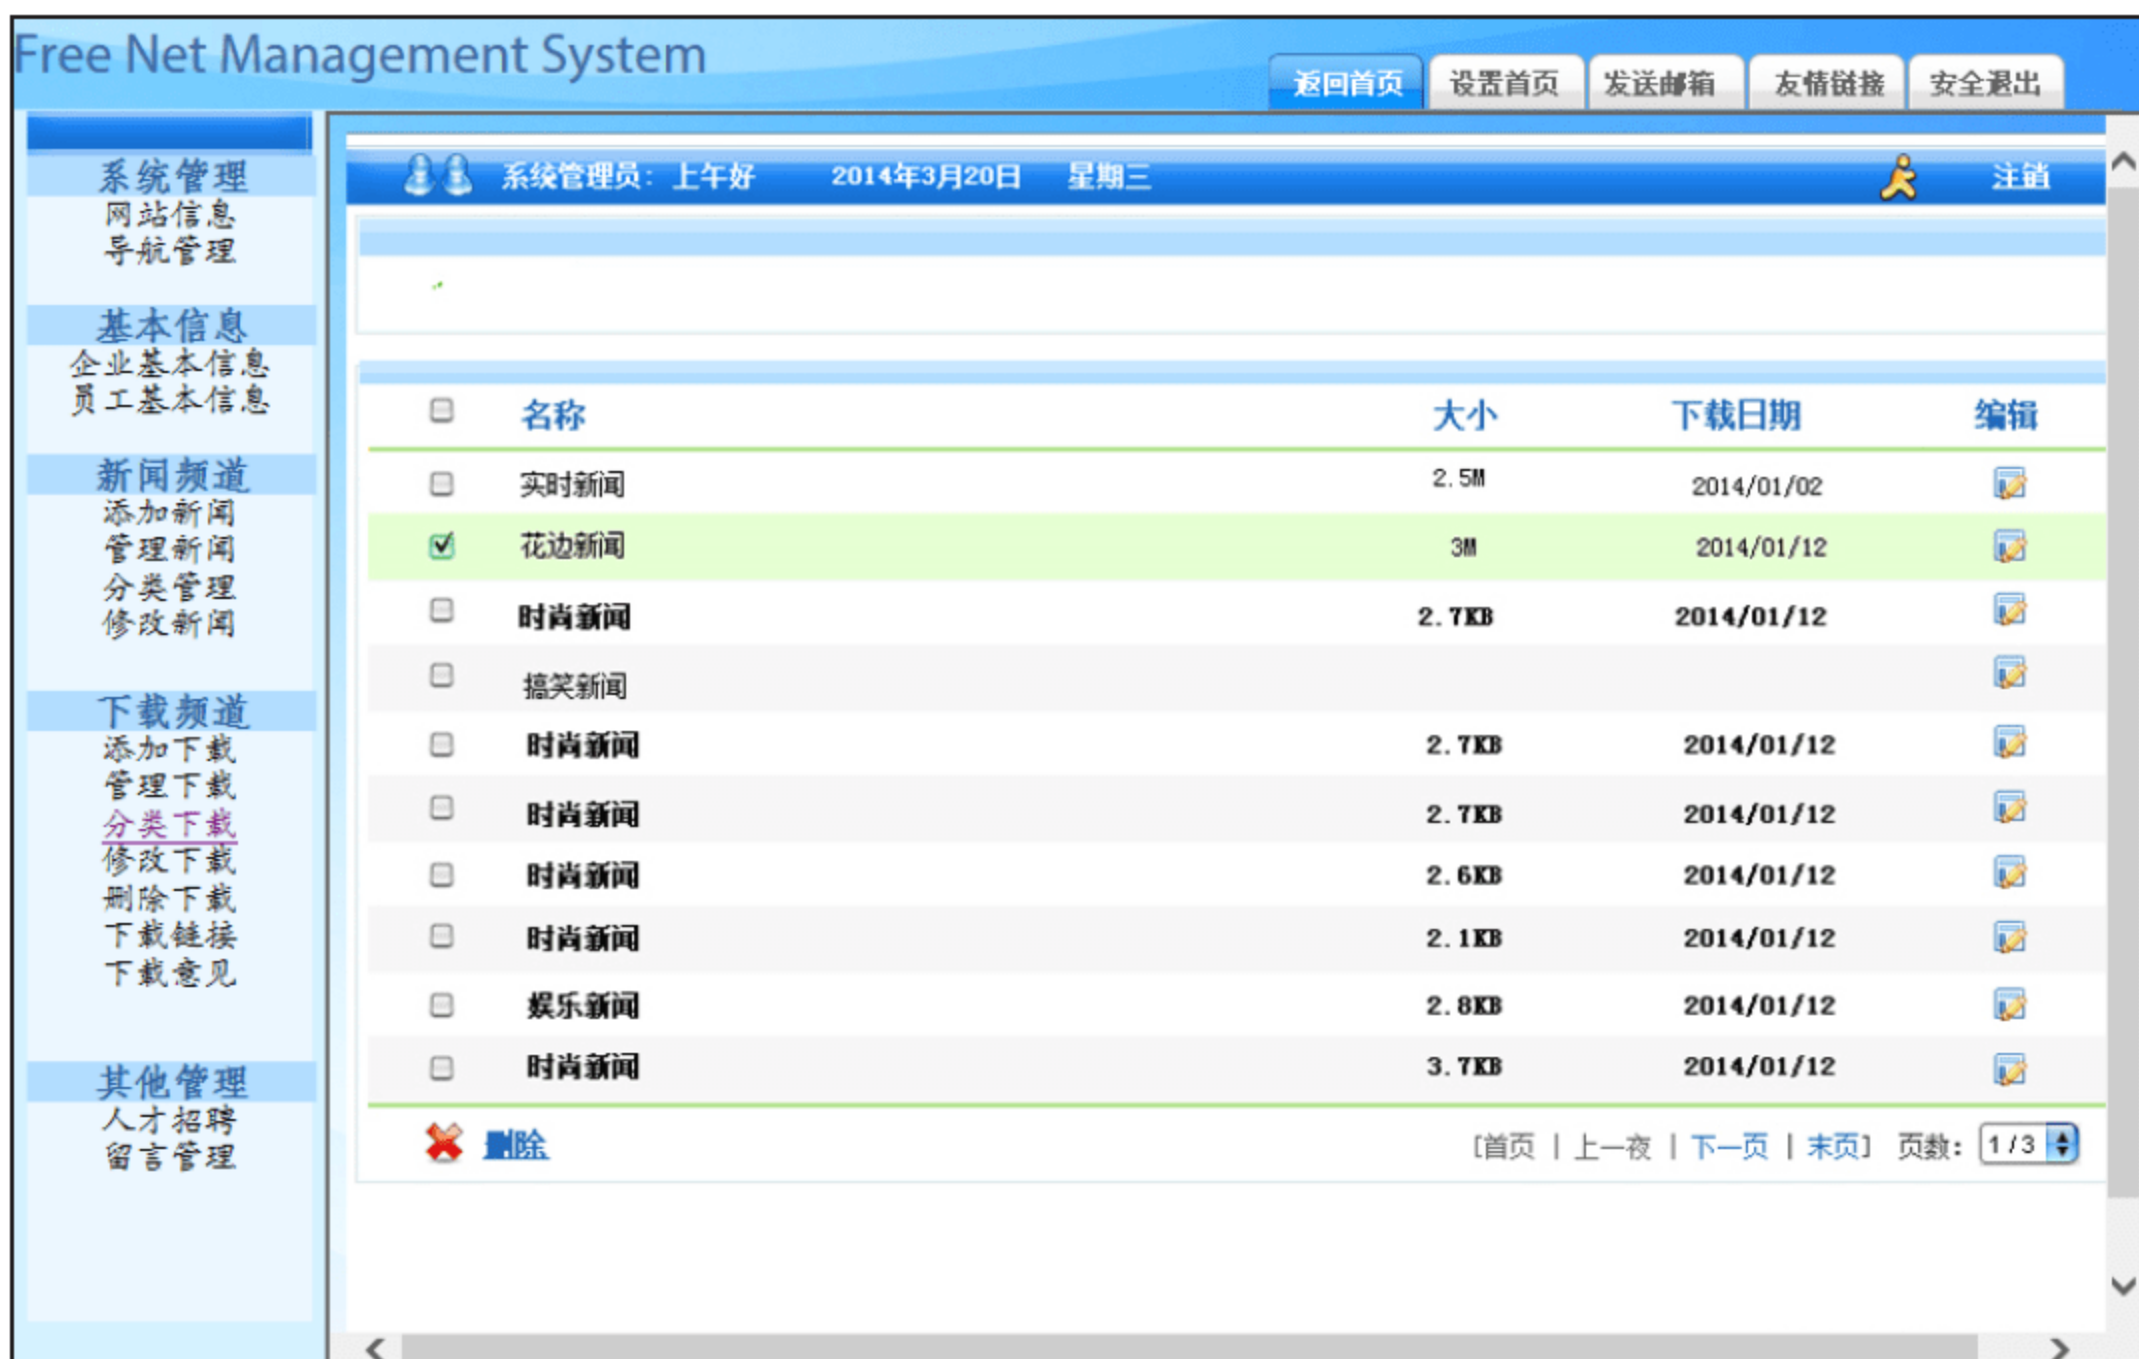 Free Net Management System
返回首页 设置首页 发送邮箱 友情链接 安全退出
系统管理员：上午好 2014年3月20日 星期三 注销
系统管理
网站信息
导航管理
基本信息
企业基本信息
员工基本信息
新闻频道
添加新闻
管理新闻
分类管理
修改新闻
下载频道
添加下载
管理下载
分类下载
修改下载
删除下载
下载链接
下载意见
其他管理
人才招聘
留言管理
名称 大小 下载日期 编辑
实时新闻 2.5M 2014/01/02
花边新闻 3M 2014/01/12
时尚新闻 2.7KB 2014/01/12
搞笑新闻
时尚新闻 2.7KB 2014/01/12
时尚新闻 2.7KB 2014/01/12
时尚新闻 2.6KB 2014/01/12
时尚新闻 2.1KB 2014/01/12
娱乐新闻 2.8KB 2014/01/12
时尚新闻 3.7KB 2014/01/12
删除 [首页 | 上一夜 | 下一页 | 末页] 页数: 1/3